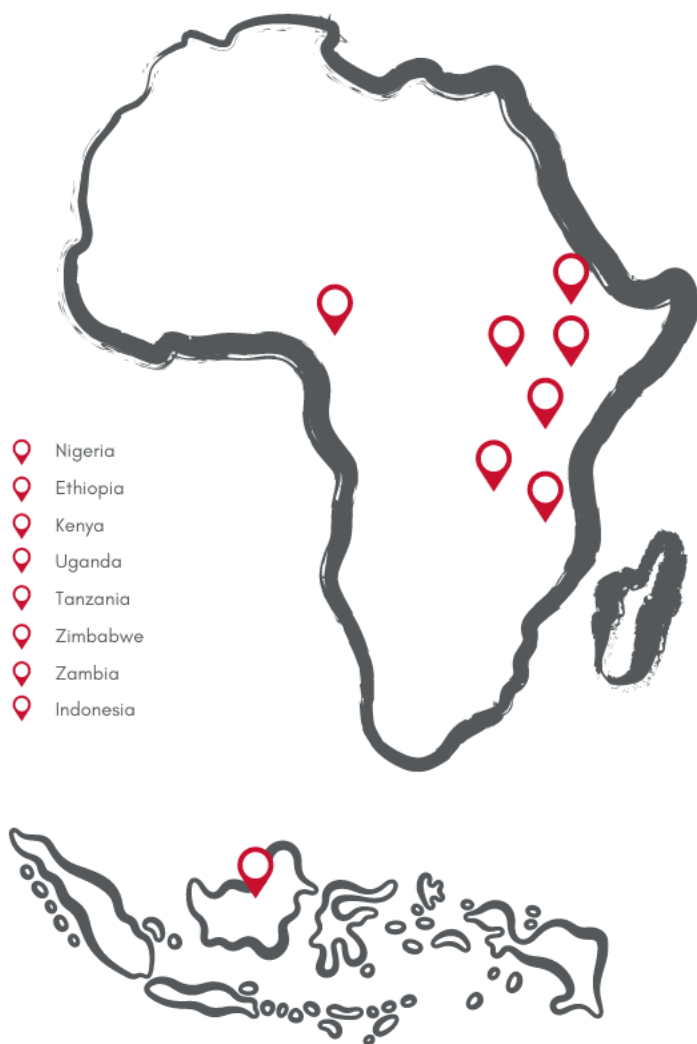 Nigeria
Ethiopia
Kenya
Uganda
Tanzania
Zimbabwe
Zambia
Indonesia